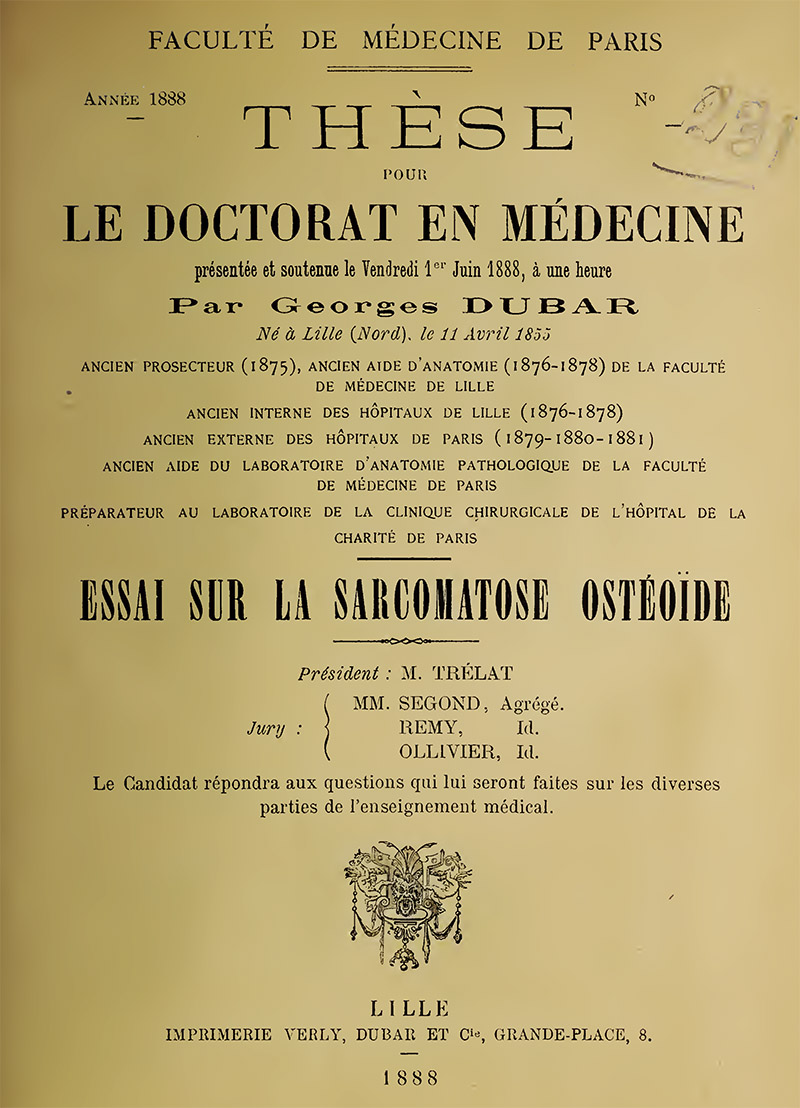 FACULTÉ DE MÉDECINE DE PARIS
ANNÉE 1888
Nº
THÈSE
POUR
LE DOCTORAT EN MÉDECINE
présentée et soutenue le Vendredi 1er Juin 1888, à une heure
Par Georges DUBAR
Né à Lille (Nord), le 11 Avril 1855
ANCIEN PROSECTEUR (1875), ANCIEN AIDE D'ANATOMIE (1876-1878) DE LA FACULTÉ
DE MÉDECINE DE LILLE
ANCIEN INTERNE DES HÔPITAUX DE LILLE (1876-1878)
ANCIEN EXTERNE DES HÔPITAUX DE PARIS (1879-1880-1881)
ANCIEN AIDE DU LABORATOIRE D'ANATOMIE PATHOLOGIQUE DE LA FACULTÉ
DE MÉDECINE DE PARIS
PRÉPARATEUR AU LABORATOIRE DE LA CLINIQUE CHIRURGICALE DE L'HÔPITAL DE LA
CHARITÉ DE PARIS
ESSAI SUR LA SARCOMATOSE OSTÉOÏDE
Président : M. TRÉLAT
Jury : MM. SEGOND, Agrégé.
REMY, Id.
OLLIVIER, Id.
Le Candidat répondra aux questions qui lui seront faites sur les diverses
parties de l'enseignement médical.
LILLE
IMPRIMERIE VERLY, DUBAR ET Cie, GRANDE-PLACE, 8.
1888